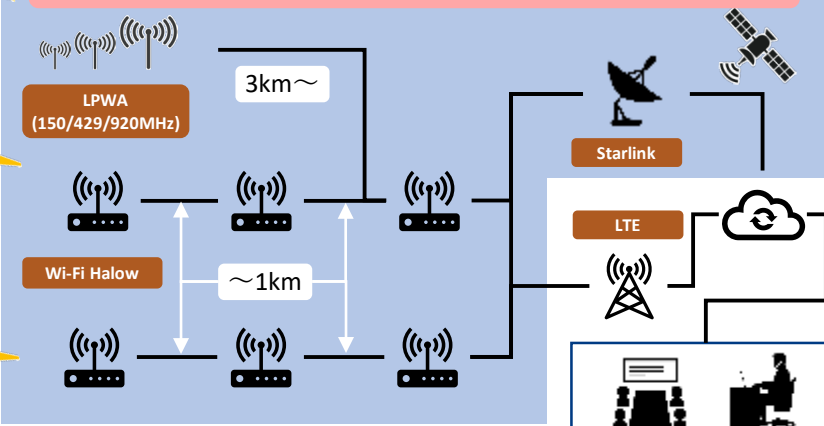 3km～
LPWA
(150/429/920MHz)
Starlink
LTE
Wi-Fi Halow
～1km